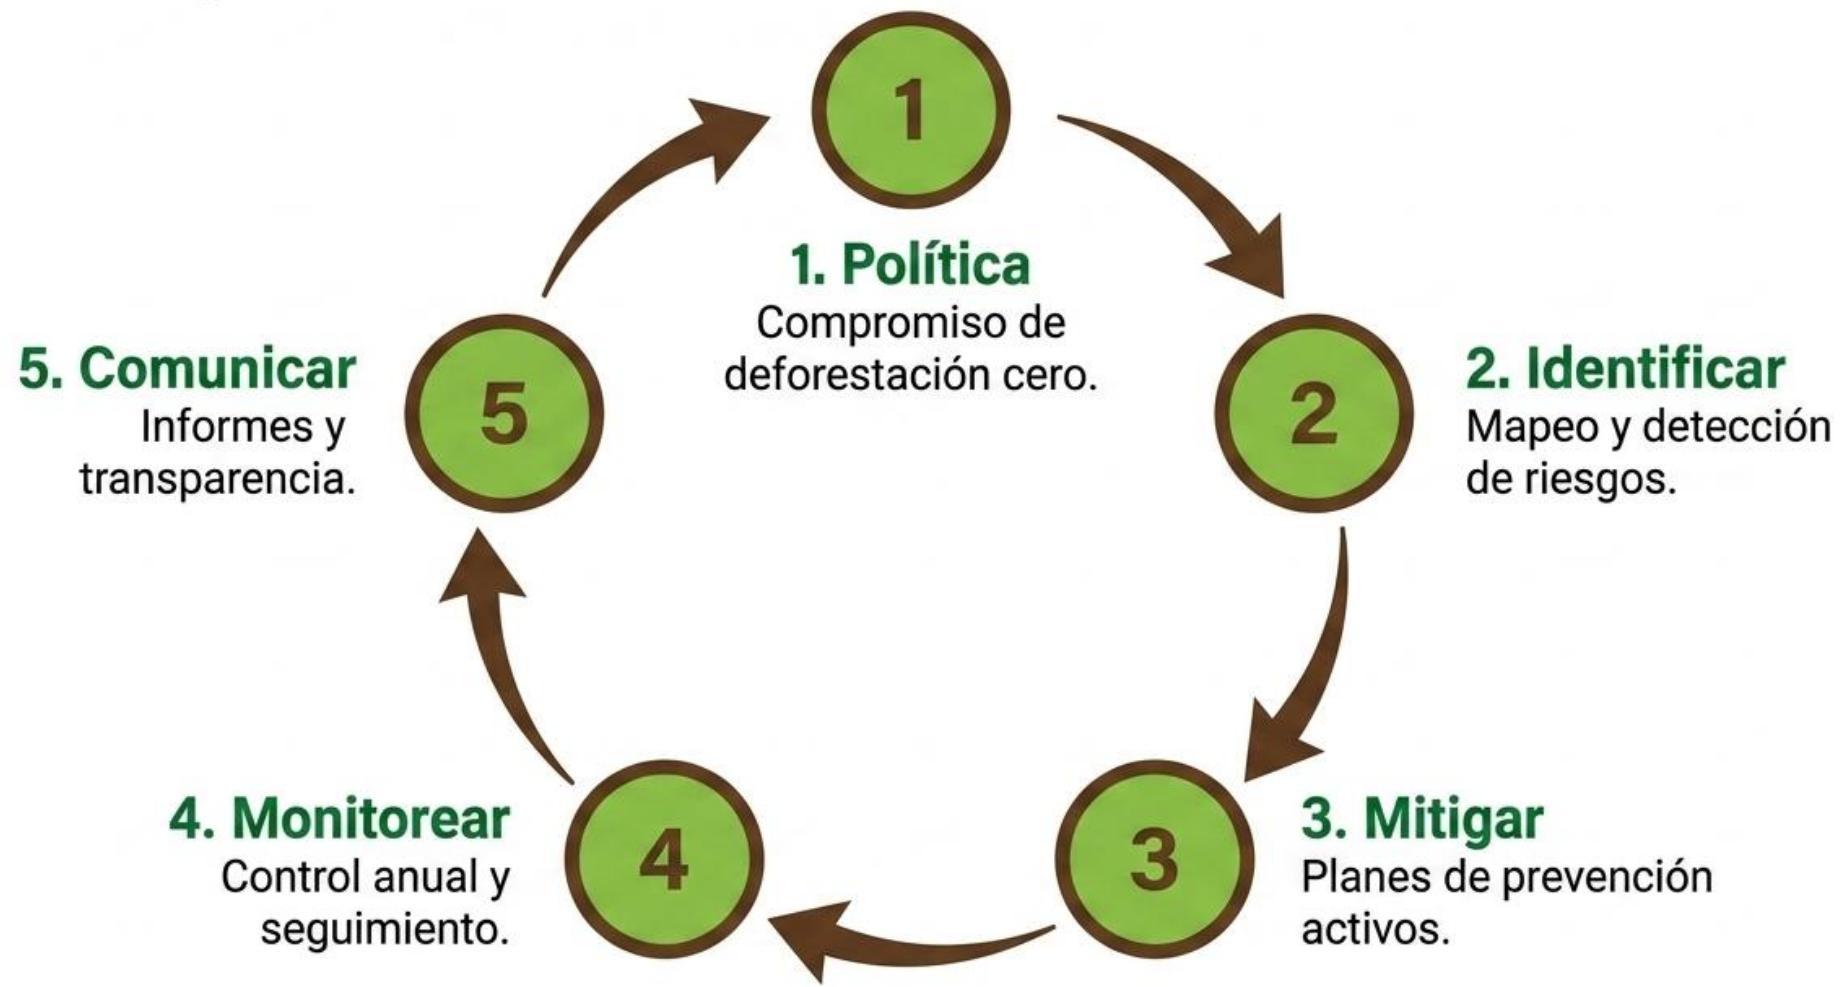 1
1. Política
Compromiso de
deforestación cero.
2
2. Identificar
Mapeo y detección
de riesgos.
3
3. Mitigar
Planes de prevención
activos.
4
4. Monitorear
Control anual y
seguimiento.
5
5. Comunicar
Informes y
transparencia.